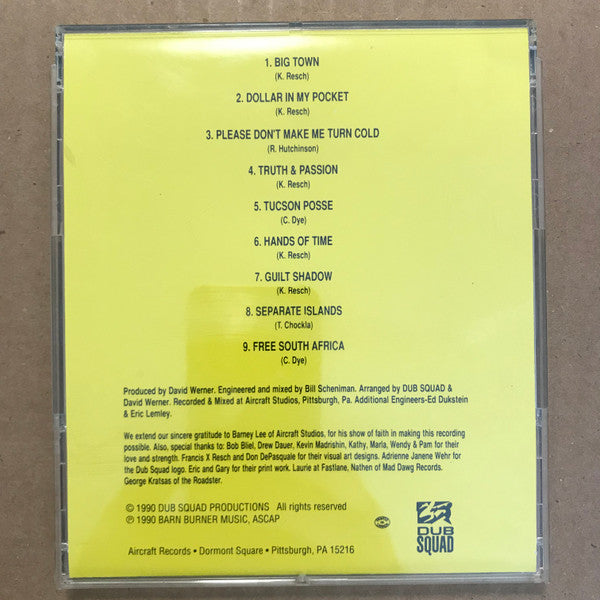 1. BIG TOWN
(K. Resch)
2. DOLLAR IN MY POCKET
(K. Resch)
3. PLEASE DON'T MAKE ME TURN COLD
(R. Hutchinson)
4. TRUTH & PASSION
(K. Resch)
5. TUCSON POSSE
(C. Dye)
6. HANDS OF TIME
(K. Resch)
7. GUILT SHADOW
(K. Resch)
8. SEPARATE ISLANDS
(T. Chockla)
9. FREE SOUTH AFRICA
(C. Dye)
Produced by David Werner. Engineered and mixed by Bill Scheniman. Arranged by DUB SQUAD &
David Werner. Recorded & Mixed at Aircraft Studios, Pittsburgh, Pa. Additional Engineers-Ed Dukstein
& Eric Lemley.
We extend our sincere gratitude to Barney Lee of Aircraft Studios, for his show of faith in making this recording
possible. Also, special thanks to: Bob Bliel, Drew Dauer, Kevin Madrishin, Kathy, Marla, Wendy & Pam for their
love and strength. Francis X Resch and Don DePasquale for their visual art designs. Adrienne Janene Wehr for
the Dub Squad logo. Eric and Gary for their print work. Laurie at Fastlane, Nathen of Mad Dawg Records.
George Kratsas of the Roadster.
© 1990 DUB SQUAD PRODUCTIONS All rights reserved
℗ 1990 BARN BURNER MUSIC, ASCAP
DUB
SQUAD
Aircraft Records • Dormont Square • Pittsburgh, PA 15216